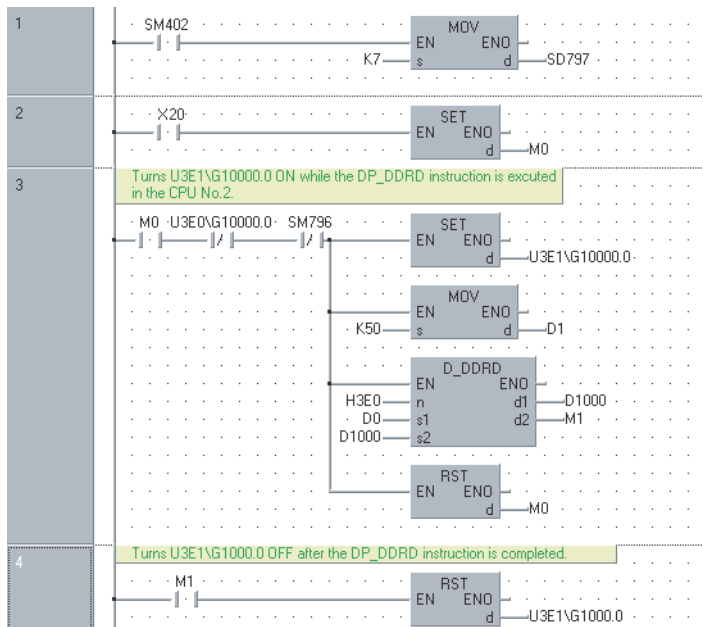 1
SM402
MOV
EN ENO
K7 s d SD797
2
X20
SET
EN ENO
d M0
3
Turns U3E1\G10000.0 ON while the DP_DDRD instruction is excuted
in the CPU No.2.
M0 U3E0\G10000.0 SM796
SET
EN ENO
d U3E1\G10000.0
MOV
EN ENO
K50 s d D1
D_DDRD
EN ENO
H3E0 n d1 D1000
D0 s1 d2 M1
D1000 s2
RST
EN ENO
d M0
4
Turns U3E1\G1000.0 OFF after the DP_DDRD instruction is completed.
M1
RST
EN ENO
d U3E1\G1000.0